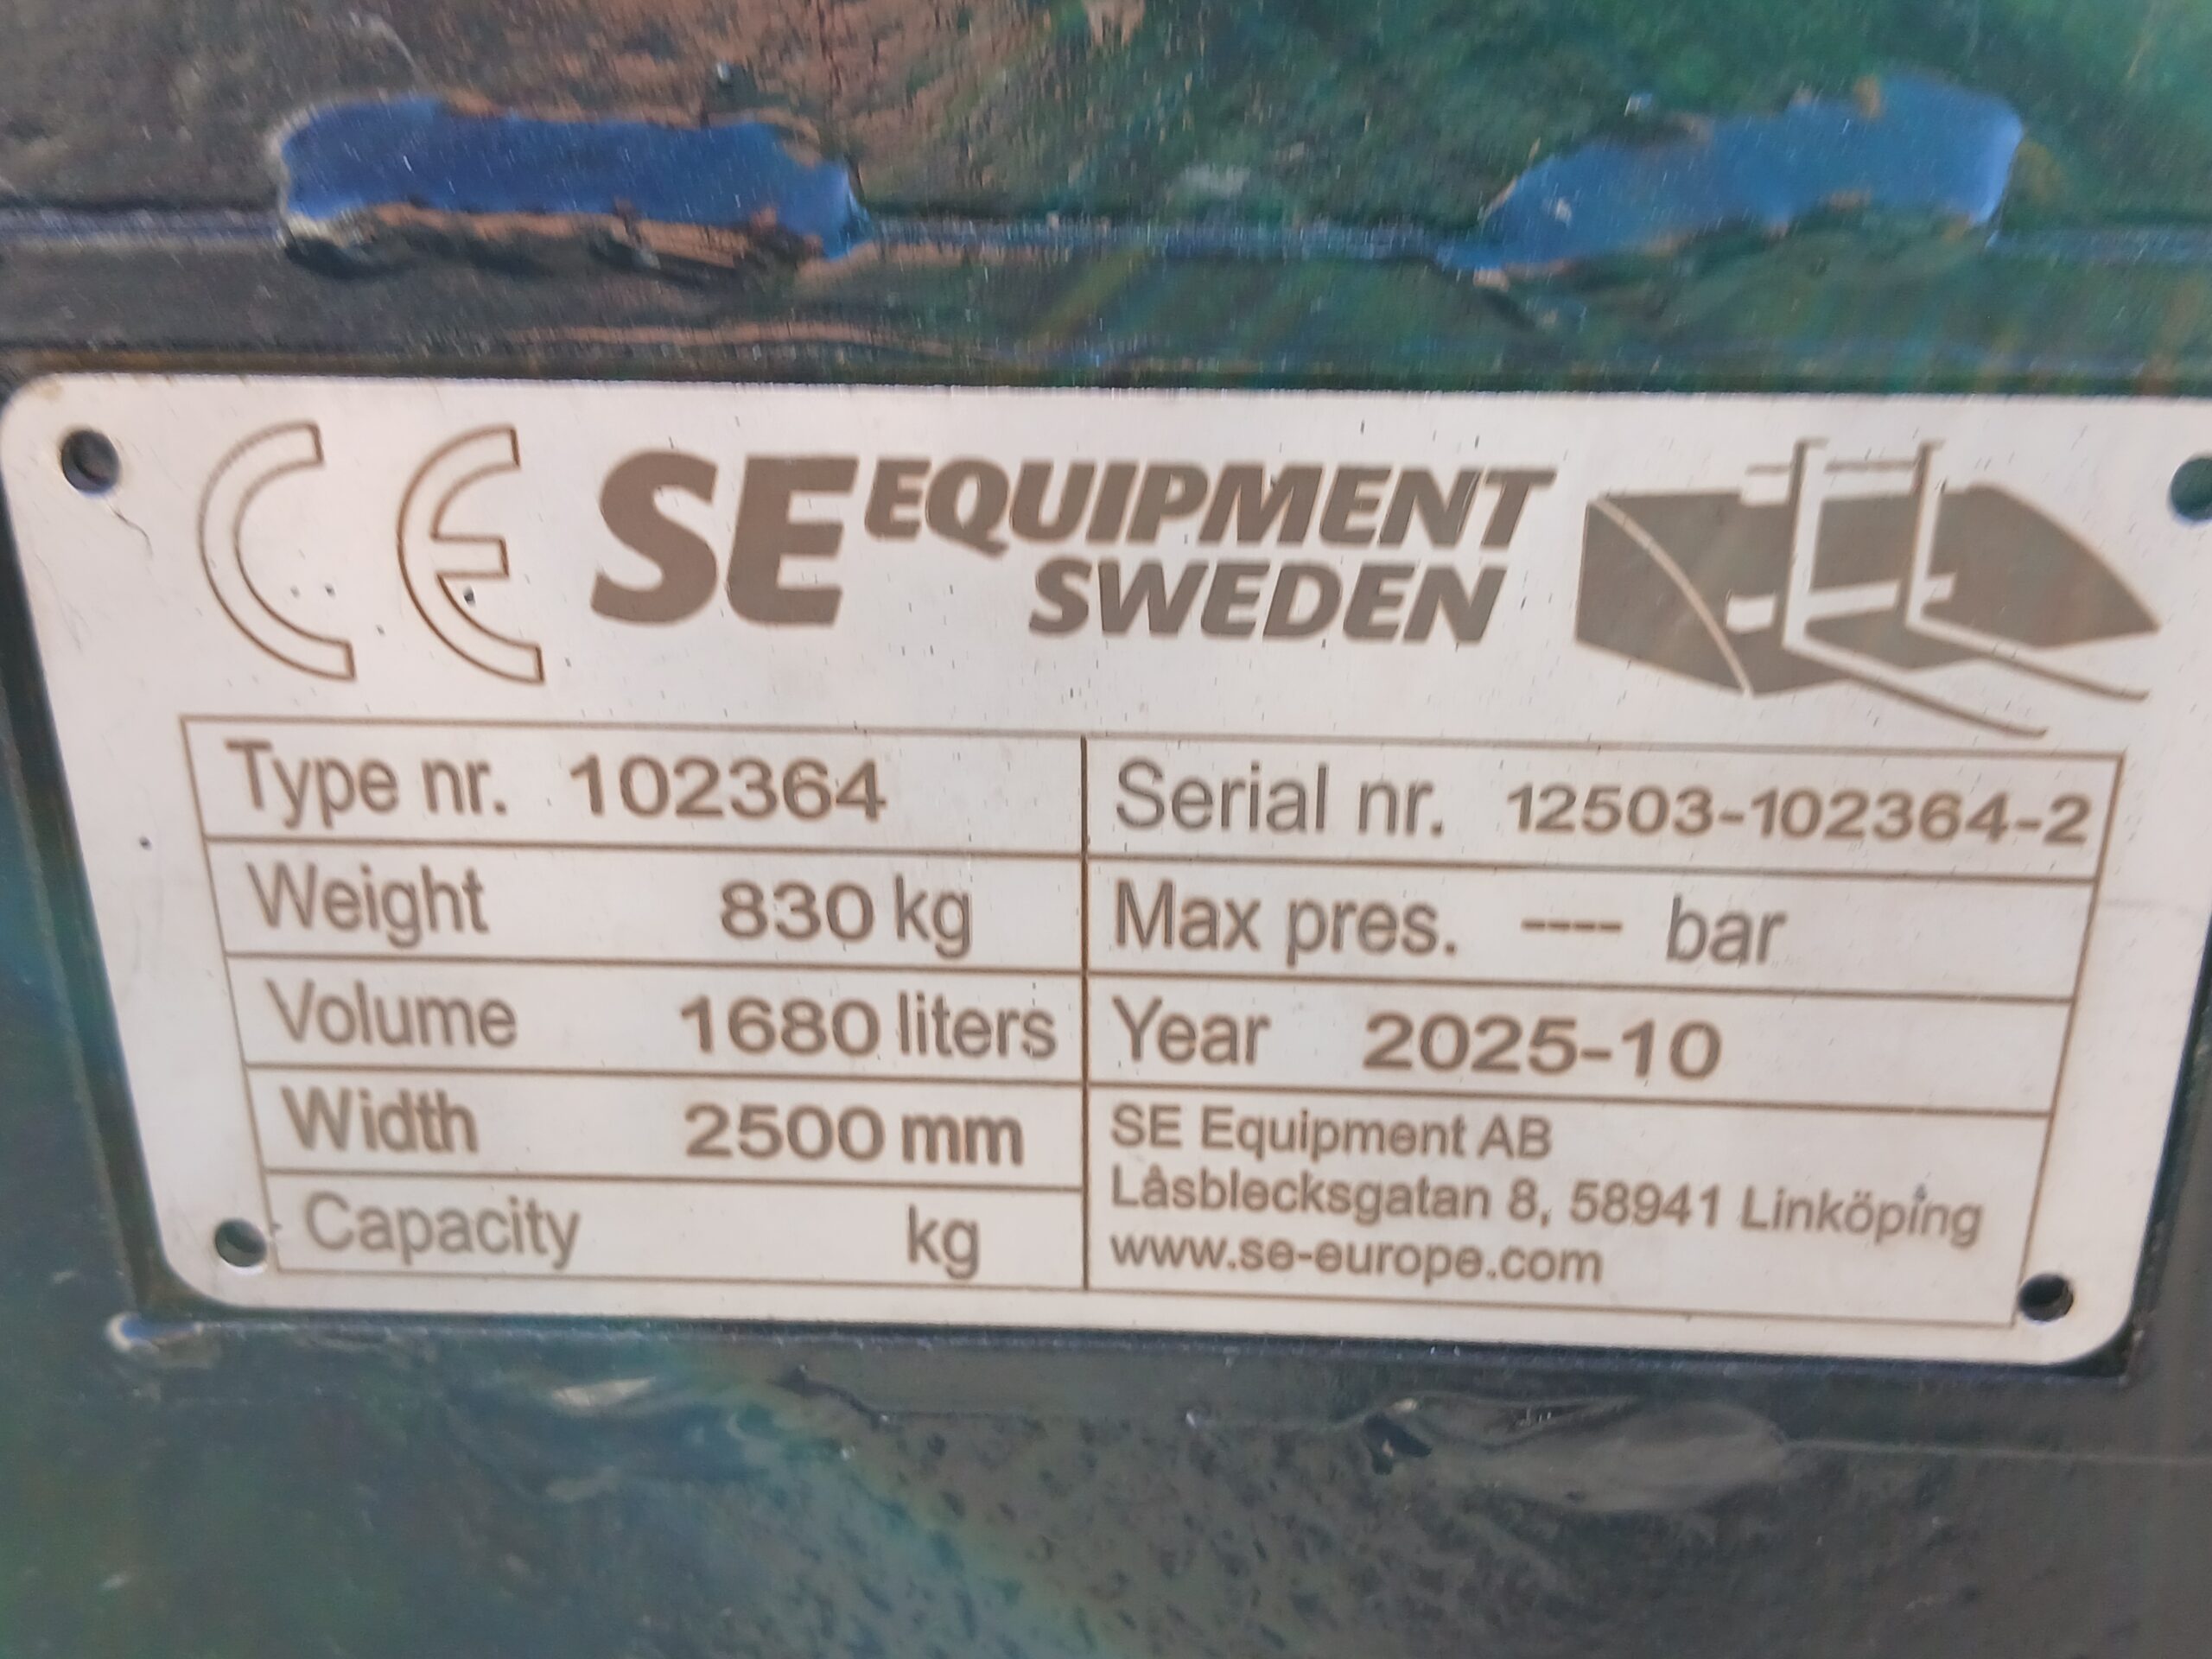 CE SE EQUIPMENT
SWEDEN
Type nr. 102364
Serial nr. 12503-102364-2
Weight 830 kg
Max pres. ---- bar
Volume 1680 liters
Year 2025-10
Width 2500 mm
Capacity kg
SE Equipment AB
Låsblecksgatan 8, 58941 Linköping
www.se-europe.com